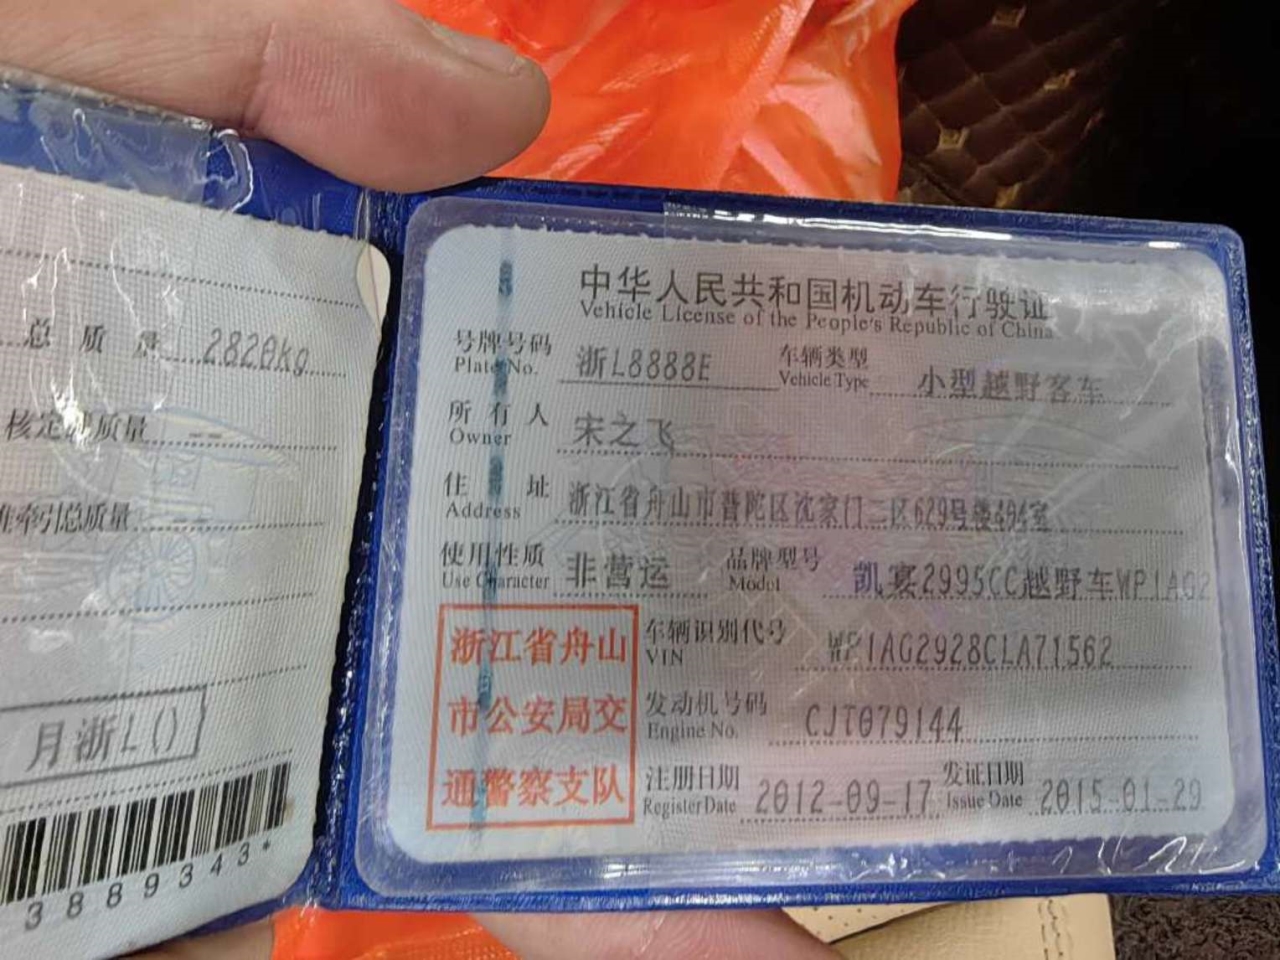 总质量 2820kg
核定载质量 --
准牵引总质量 --
月浙L()
3889343*
中华人民共和国机动车行驶证
Vehicle License of the People's Republic of China
号牌号码 浙L8888E 车辆类型 小型越野客车
Plate No. Vehicle Type
所有人 宋之飞
Owner
住址 浙江省舟山市普陀区沈家门二区629号楼494室
Address
使用性质 非营运 品牌型号 凯宴2995CC越野车WP1AG2
Use Character Model
浙江省舟山
市公安局交
通警察支队
车辆识别代号 WP1AG2928CLA71562
VIN
发动机号码 CJT079144
Engine No.
注册日期 2012-09-17 发证日期 2015-01-29
Register Date Issue Date